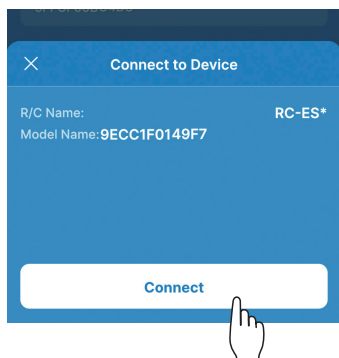 Connect to Device
R/C Name: RC-ES*
Model Name:9ECC1F0149F7
Connect